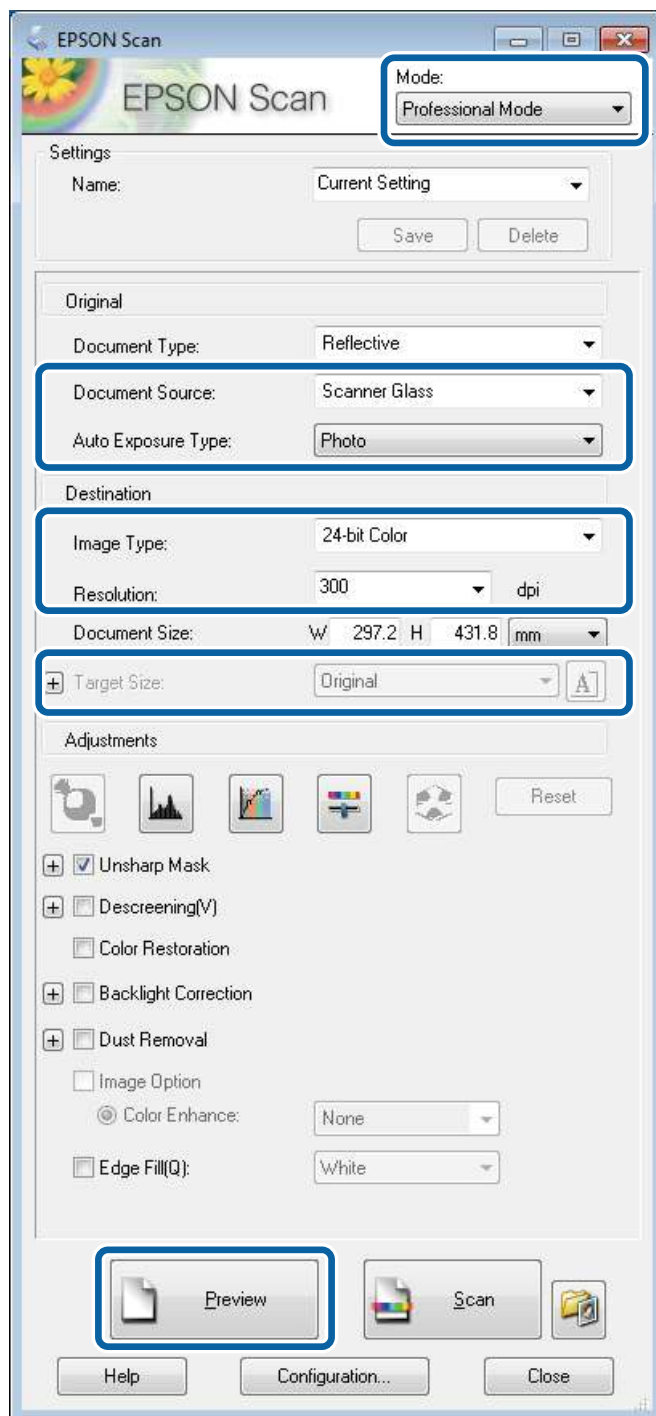 EPSON Scan
EPSON Scan
Mode:
Professional Mode
Settings
Name: Current Setting
Save Delete
Original
Document Type: Reflective
Document Source: Scanner Glass
Auto Exposure Type: Photo
Destination
Image Type: 24-bit Color
Resolution: 300 dpi
Document Size: W 297.2 H 431.8 mm
+ Target Size: Original A
Adjustments
Reset
+ Unsharp Mask
+ Descreening(V)
Color Restoration
+ Backlight Correction
+ Dust Removal
Image Option
Color Enhance: None
Edge Fill(Q): White
Preview Scan
Help Configuration... Close